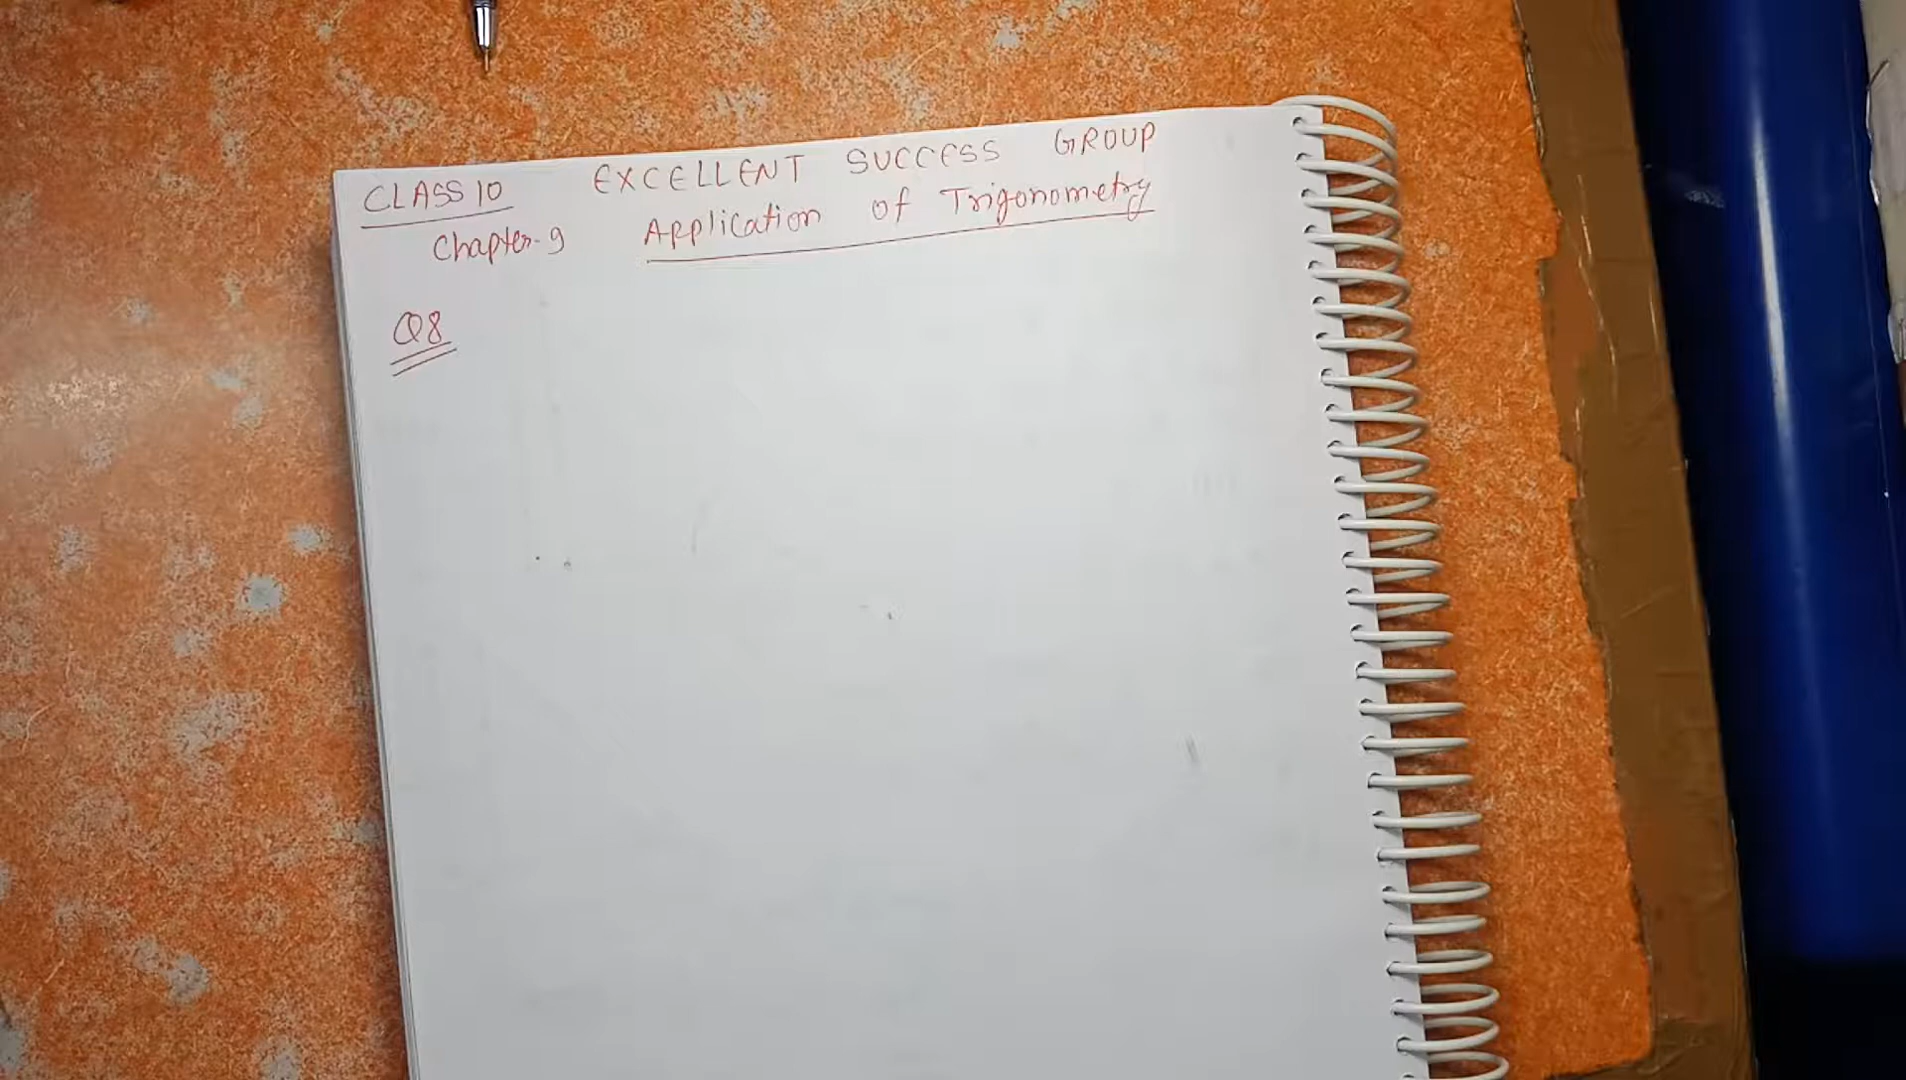 CLASS 10 EXCELLENT SUCCESS GROUP
Chapter-9 Application of Trigonometry
Q8